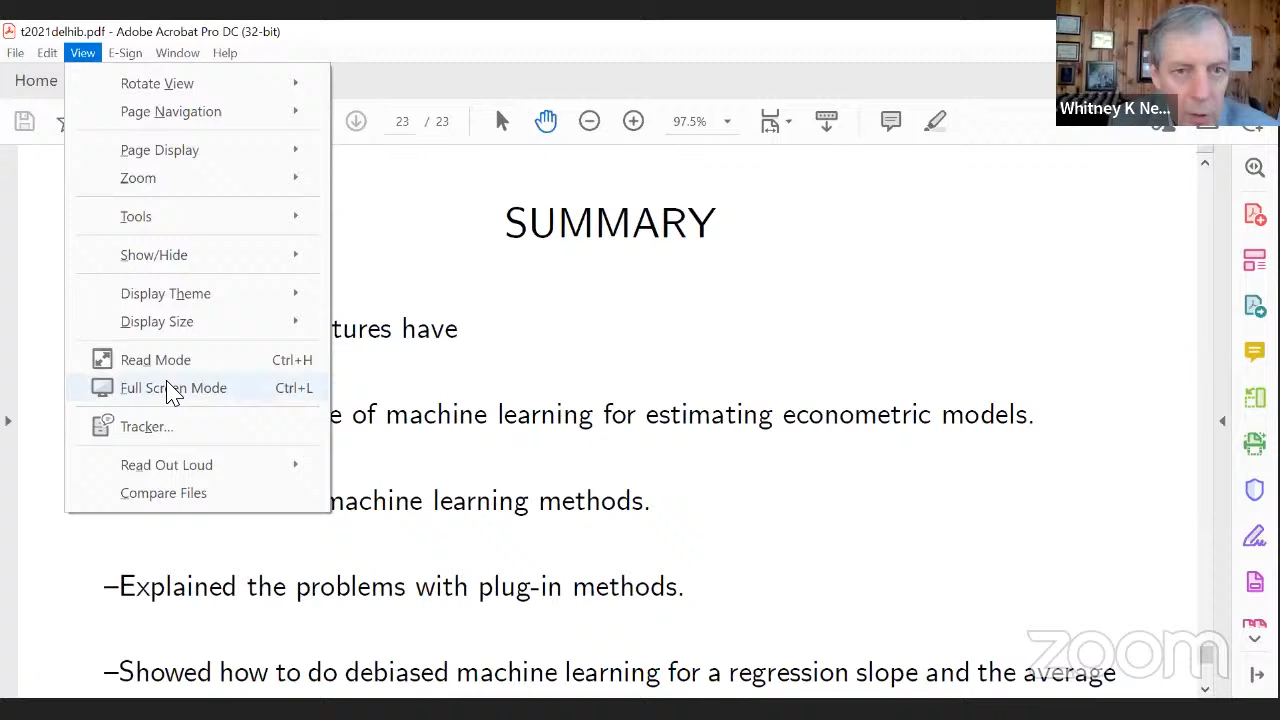 t2021delhib.pdf - Adobe Acrobat Pro DC (32-bit)
File Edit View E-Sign Window Help
Home
23 / 23 97.5%
Whitney K Ne...
Rotate View
Page Navigation
Page Display
Zoom
Tools
Show/Hide
Display Theme
Display Size
Read Mode Ctrl+H
Full Screen Mode Ctrl+L
Tracker...
Read Out Loud
Compare Files
SUMMARY
tures have
e of machine learning for estimating econometric models.
machine learning methods.
–Explained the problems with plug-in methods.
–Showed how to do debiased machine learning for a regression slope and the average
zoom